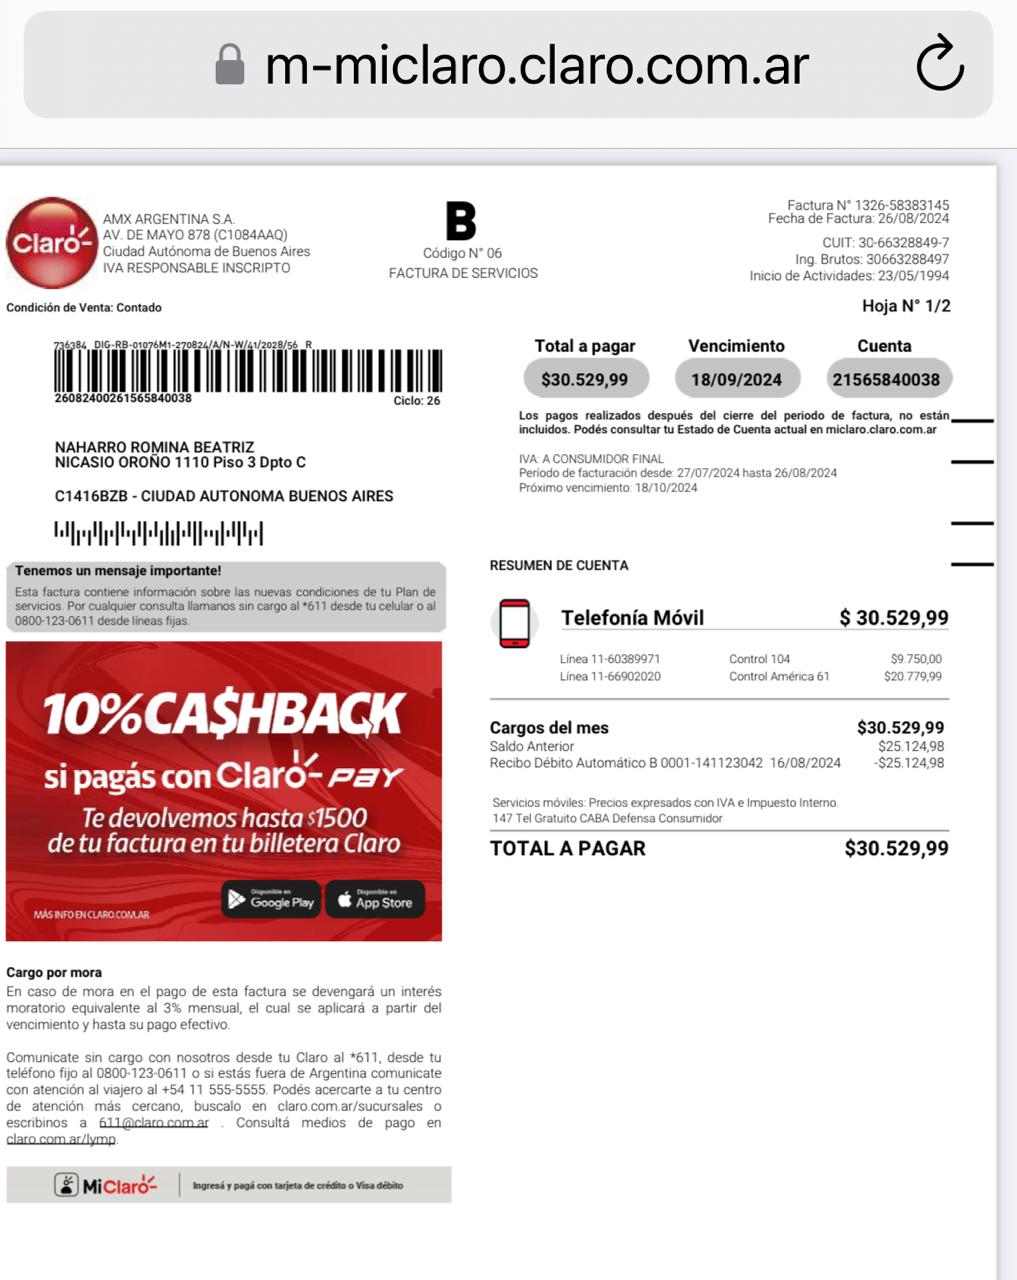 m-miclaro.claro.com.ar
Claro
AMX ARGENTINA S.A.
AV. DE MAYO 878 (C1084AAQ)
Ciudad Autónoma de Buenos Aires
IVA RESPONSABLE INSCRIPTO
B
Código N° 06
FACTURA DE SERVICIOS
Factura N° 1326-58383145
Fecha de Factura: 26/08/2024
CUIT: 30-66328849-7
Ing. Brutos: 30663288497
Inicio de Actividades: 23/05/1994
Condición de Venta: Contado
Hoja N° 1/2
736384 DIG-RB-01076M1-270824/A/N-W/41/2028/56 R
26082400261565840038
Ciclo: 26
Total a pagar
Vencimiento
Cuenta
$30.529,99
18/09/2024
21565840038
Los pagos realizados después del cierre del periodo de factura, no están
incluidos. Podés consultar tu Estado de Cuenta actual en miclaro.claro.com.ar
NAHARRO ROMINA BEATRIZ
NICASIO OROÑO 1110 Piso 3 Dpto C
C1416BZB - CIUDAD AUTONOMA BUENOS AIRES
IVA: A CONSUMIDOR FINAL
Período de facturación desde: 27/07/2024 hasta 26/08/2024
Próximo vencimiento: 18/10/2024
Tenemos un mensaje importante!
Esta factura contiene información sobre las nuevas condiciones de tu Plan de
servicios. Por cualquier consulta llamanos sin cargo al *611 desde tu celular o al
0800-123-0611 desde líneas fijas.
RESUMEN DE CUENTA
Telefonía Móvil $ 30.529,99
Línea 11-60389971 Control 104 $9.750,00
Línea 11-66902020 Control América 61 $20.779,99
Cargos del mes $30.529,99
Saldo Anterior $25.124,98
Recibo Débito Automático B 0001-141123042 16/08/2024 -$25.124,98
Servicios móviles: Precios expresados con IVA e Impuesto Interno.
147 Tel Gratuito CABA Defensa Consumidor
TOTAL A PAGAR $30.529,99
10% CA$HBACK
si pagás con Claro PAY
Te devolvemos hasta $1500
de tu factura en tu billetera Claro
Disponible en
Google Play
Disponible en
App Store
MÁS INFO EN CLARO.COM.AR
Cargo por mora
En caso de mora en el pago de esta factura se devengará un interés
moratorio equivalente al 3% mensual, el cual se aplicará a partir del
vencimiento y hasta su pago efectivo.
Comunicate sin cargo con nosotros desde tu Claro al *611, desde tu
teléfono fijo al 0800-123-0611 o si estás fuera de Argentina comunicate
con atención al viajero al +54 11 555-5555. Podés acercarte a tu centro
de atención más cercano, buscalo en claro.com.ar/sucursales o
escribinos a 611@claro.com.ar . Consultá medios de pago en
claro.com.ar/lymp.
MiClaro
Ingresá y pagá con tarjeta de crédito o Visa débito